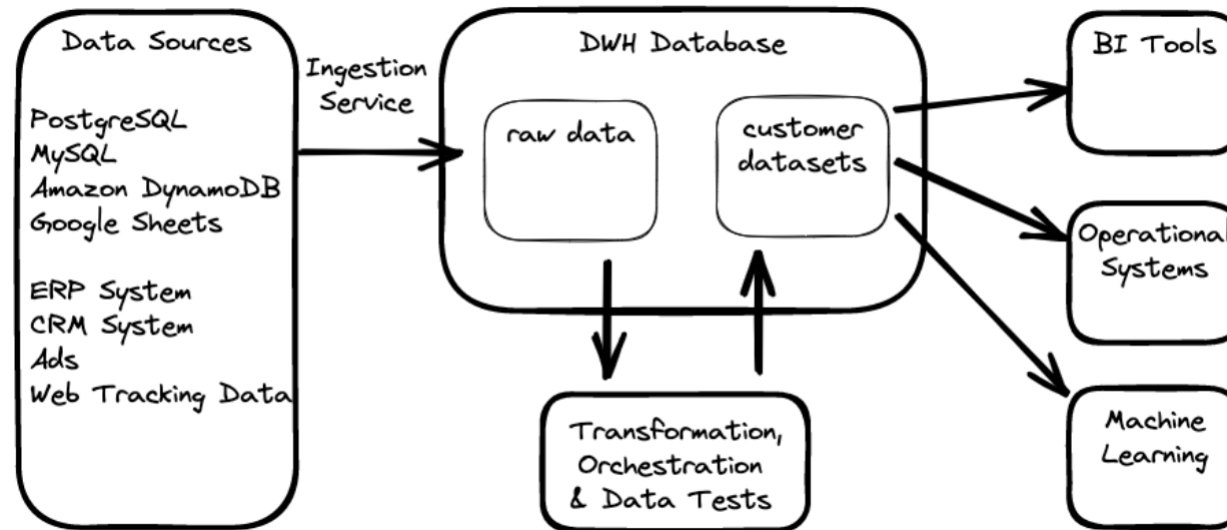 Data Sources
PostgreSQL
MySQL
Amazon DynamoDB
Google Sheets
ERP System
CRM System
Ads
Web Tracking Data
Ingestion
Service
DWH Database
raw data
customer
datasets
Transformation,
Orchestration
& Data Tests
BI Tools
Operational
Systems
Machine
Learning